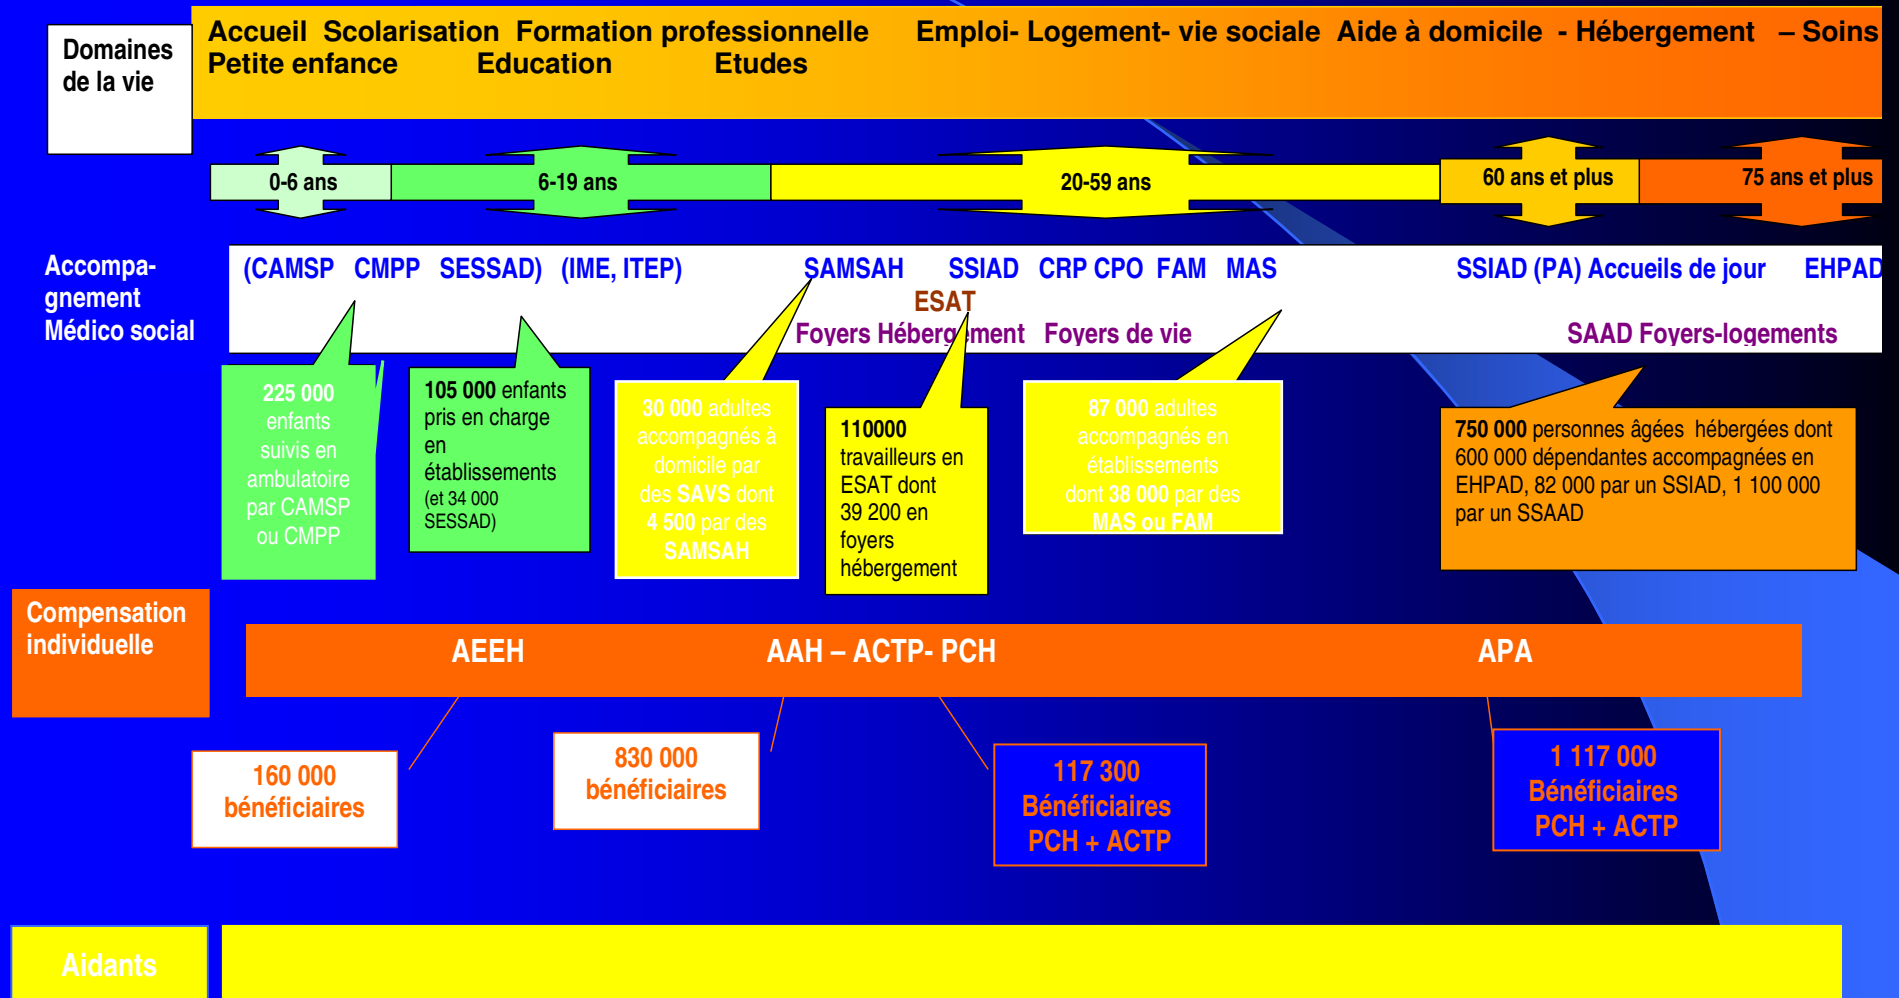 Domaines
de la vie
Accueil Scolarisation Formation professionnelle Emploi- Logement- vie sociale Aide à domicile - Hébergement – Soins
Petite enfance Education Etudes
0-6 ans
6-19 ans
20-59 ans
60 ans et plus
75 ans et plus
Accompa-
gnement
Médico social
(CAMSP CMPP SESSAD) (IME, ITEP) SAMSAH SSIAD CRP CPO FAM MAS SSIAD (PA) Accueils de jour EHPAD
ESAT
Foyers Hébergement Foyers de vie SAAD Foyers-logements
225 000
enfants
suivis en
ambulatoire
par CAMSP
ou CMPP
105 000 enfants
pris en charge
en
établissements
(et 34 000
SESSAD)
30 000 adultes
accompagnés à
domicile par
des SAVS dont
4 500 par des
SAMSAH
110000
travailleurs en
ESAT dont
39 200 en
foyers
hébergement
87 000 adultes
accompagnés en
établissements
dont 38 000 par des
MAS ou FAM
750 000 personnes âgées hébergées dont
600 000 dépendantes accompagnées en
EHPAD, 82 000 par un SSIAD, 1 100 000
par un SSAAD
Compensation
individuelle
AEEH AAH – ACTP- PCH APA
160 000
bénéficiaires
830 000
bénéficiaires
117 300
Bénéficiaires
PCH + ACTP
1 117 000
Bénéficiaires
PCH + ACTP
Aidants